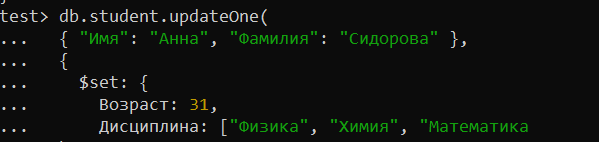 test> db.student.updateOne(
... { "Имя": "Анна", "Фамилия": "Сидорова" },
... {
... $set: {
... Возраст: 31,
... Дисциплина: ["Физика", "Химия", "Математика